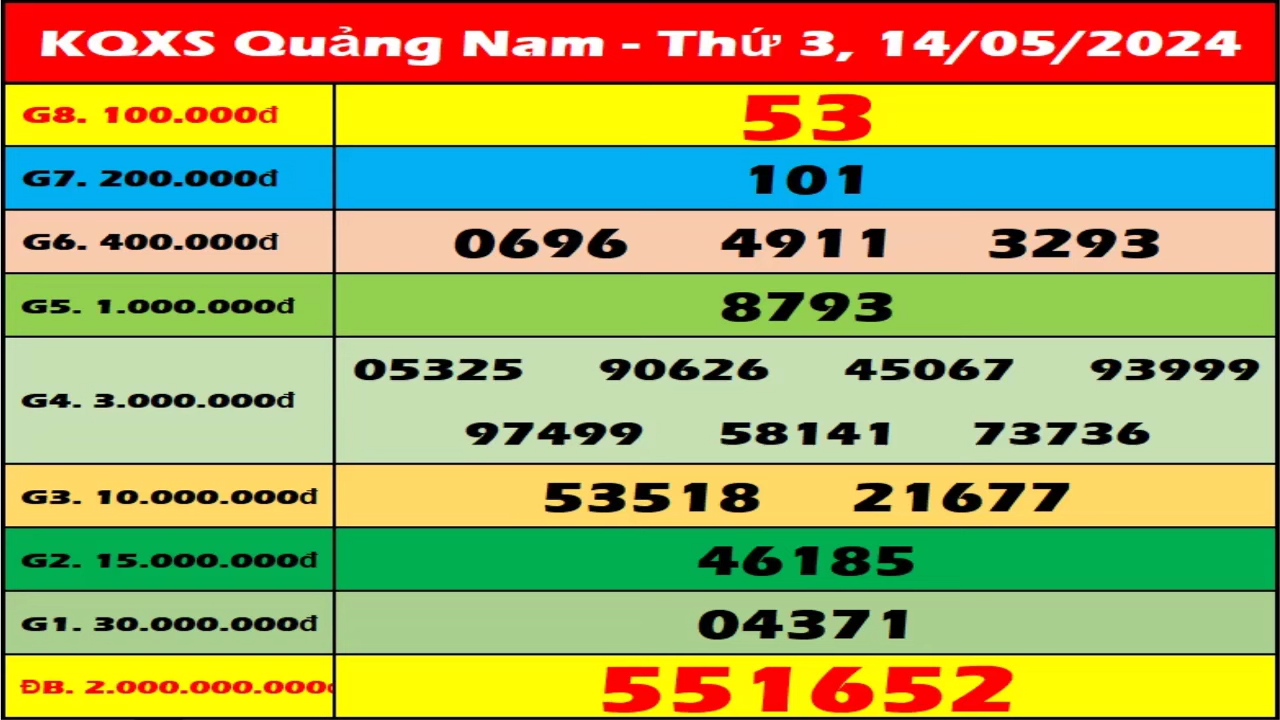 KQXS Quảng Nam - Thứ 3, 14/05/2024
G8. 100.000đ 53
G7. 200.000đ 101
G6. 400.000đ 0696 4911 3293
G5. 1.000.000đ 8793
05325 90626 45067 93999
G4. 3.000.000đ
97499 58141 73736
G3. 10.000.000đ 53518 21677
G2. 15.000.000đ 46185
G1. 30.000.000đ 04371
ĐB. 2.000.000.000đ 551652